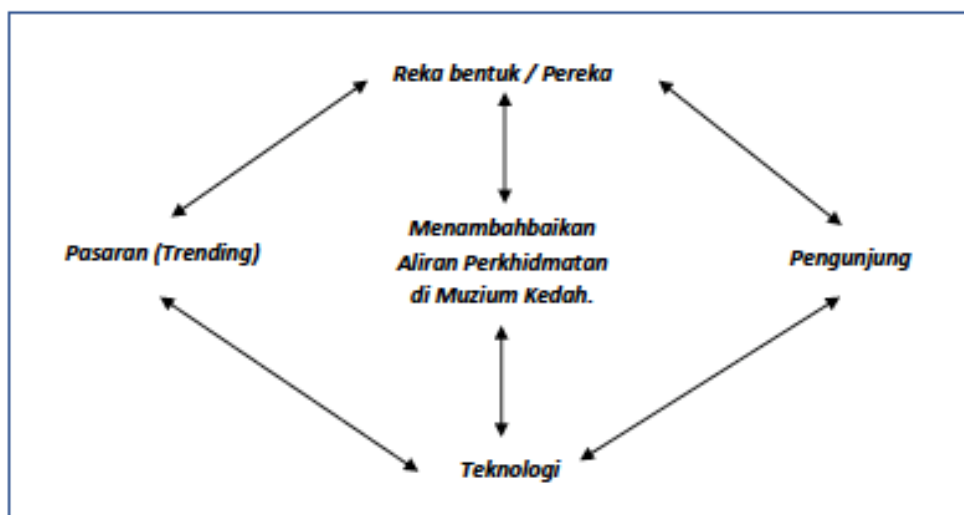 Reka bentuk / Pereka
Pasaran (Trending)
Menambahbaikan
Aliran Perkhidmatan
di Muzium Kedah.
Pengunjung
Teknologi